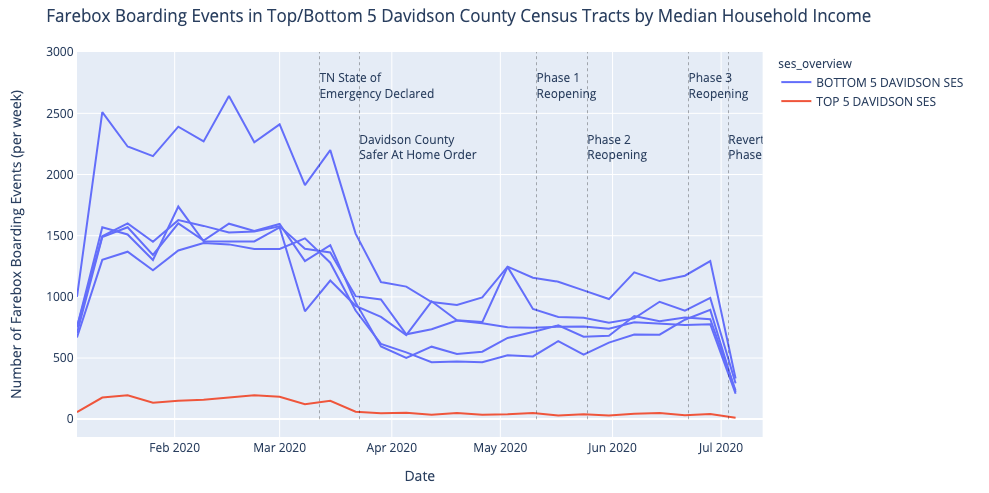 Farebox Boarding Events in Top/Bottom 5 Davidson County Census Tracts by Median Household Income
3000
2500
2000
1500
1000
500
0
Number of Farebox Boarding Events (per week)
TN State of
Emergency Declared
Davidson County
Safer At Home Order
Phase 1
Reopening
Phase 2
Reopening
Phase 3
Reopening
Revert
Phase
Feb 2020
Mar 2020
Apr 2020
May 2020
Jun 2020
Jul 2020
Date
ses_overview
BOTTOM 5 DAVIDSON SES
TOP 5 DAVIDSON SES